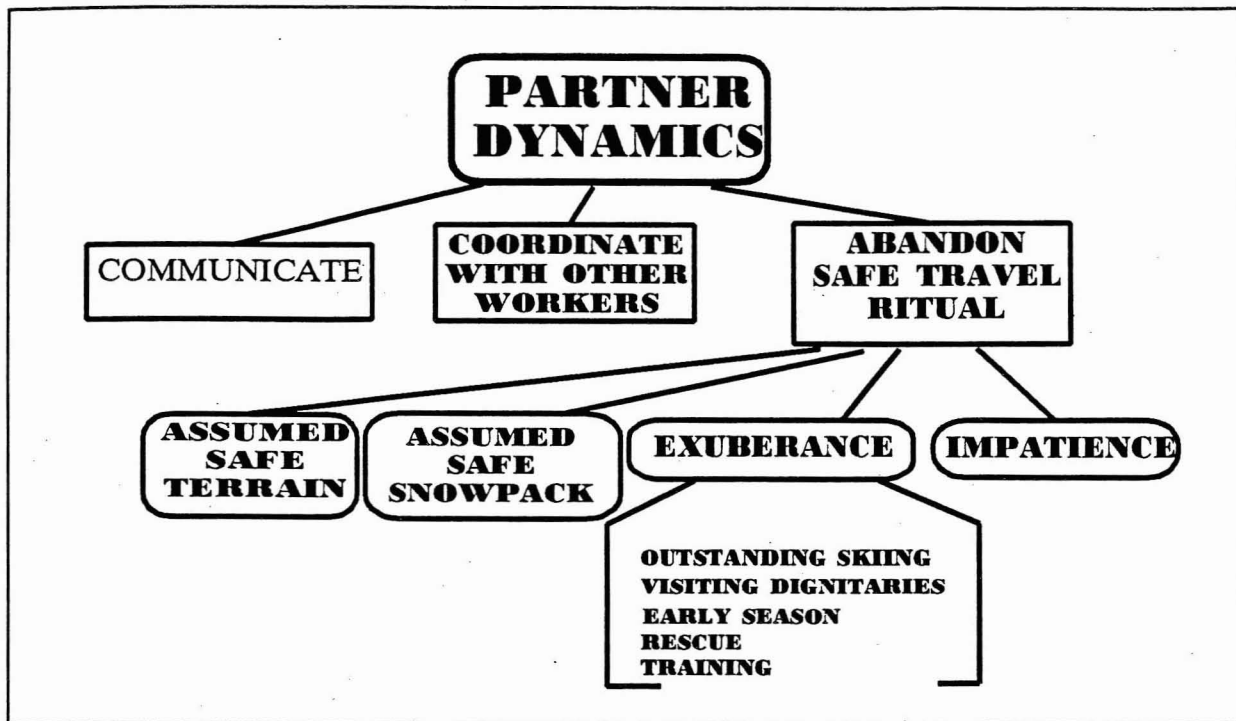 PARTNER
DYNAMICS
COMMUNICATE
COORDINATE
WITH OTHER
WORKERS
ABANDON
SAFE TRAVEL
RITUAL
ASSUMED
SAFE
TERRAIN
ASSUMED
SAFE
SNOWPACK
EXUBERANCE
IMPATIENCE
OUTSTANDING SKIING
VISITING DIGNITARIES
EARLY SEASON
RESCUE
TRAINING